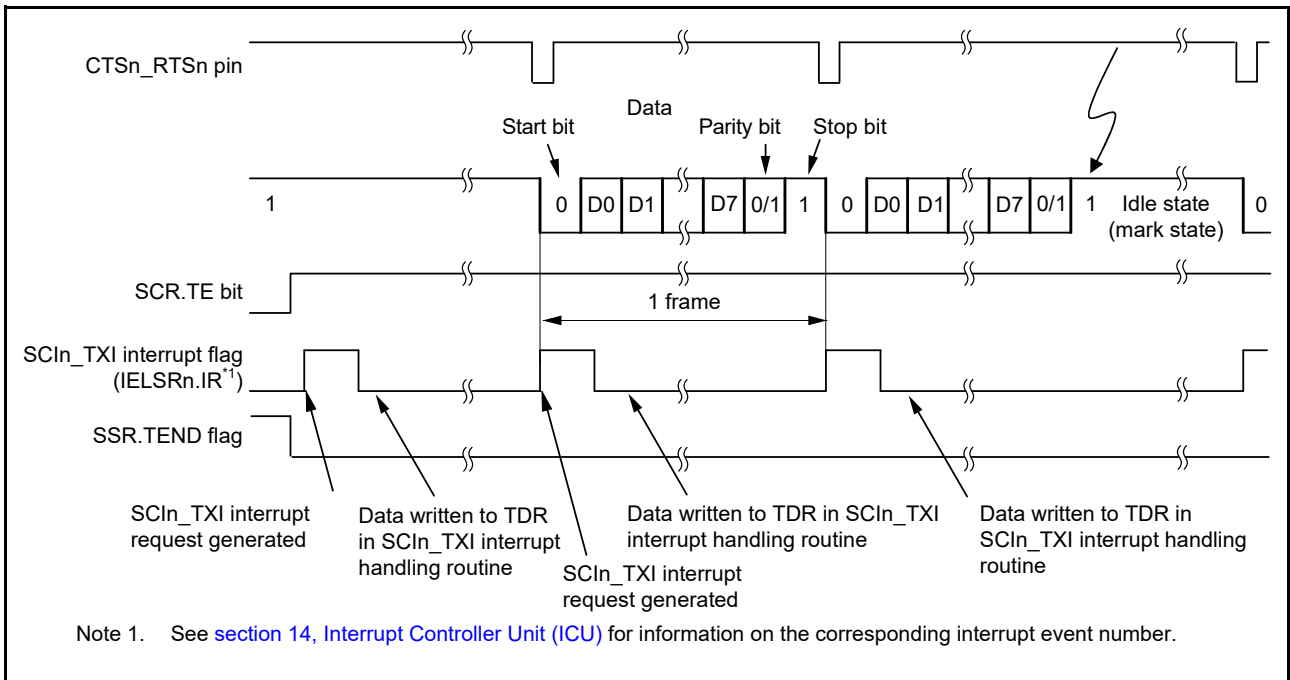 CTSn_RTSn pin
Data
Start bit
Parity bit
Stop bit
1
0
D0
D1
D7
0/1
1
0
D0
D1
D7
0/1
1
Idle state
(mark state)
0
SCR.TE bit
1 frame
SCIn_TXI interrupt flag
(IELSRn.IR*1)
SSR.TEND flag
SCIn_TXI interrupt
request generated
Data written to TDR
in SCIn_TXI interrupt
handling routine
SCIn_TXI interrupt
request generated
Data written to TDR in SCIn_TXI
interrupt handling routine
Data written to TDR in
SCIn_TXI interrupt handling
routine
Note 1. See section 14, Interrupt Controller Unit (ICU) for information on the corresponding interrupt event number.